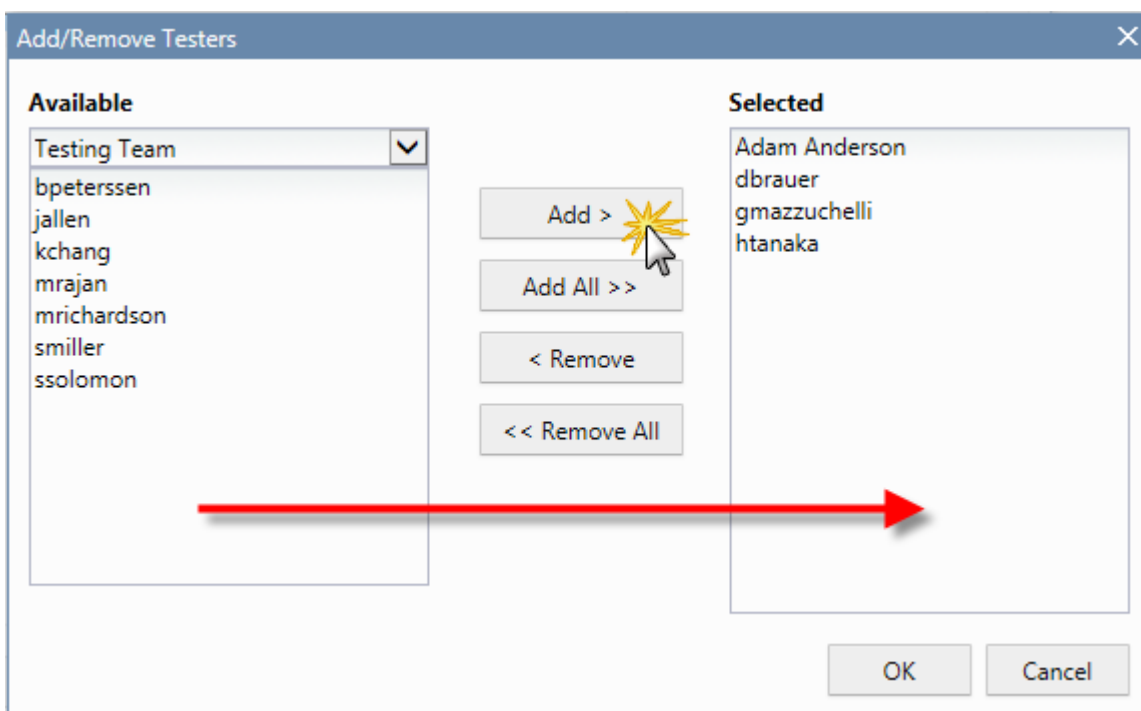 Add/Remove Testers
Available
Testing Team
bpeterssen
jallen
kchang
mrajan
mrichardson
smiller
ssolomon
Add >
Add All >>
< Remove
<< Remove All
Selected
Adam Anderson
dbrauer
gmazzuchelli
htanaka
OK
Cancel